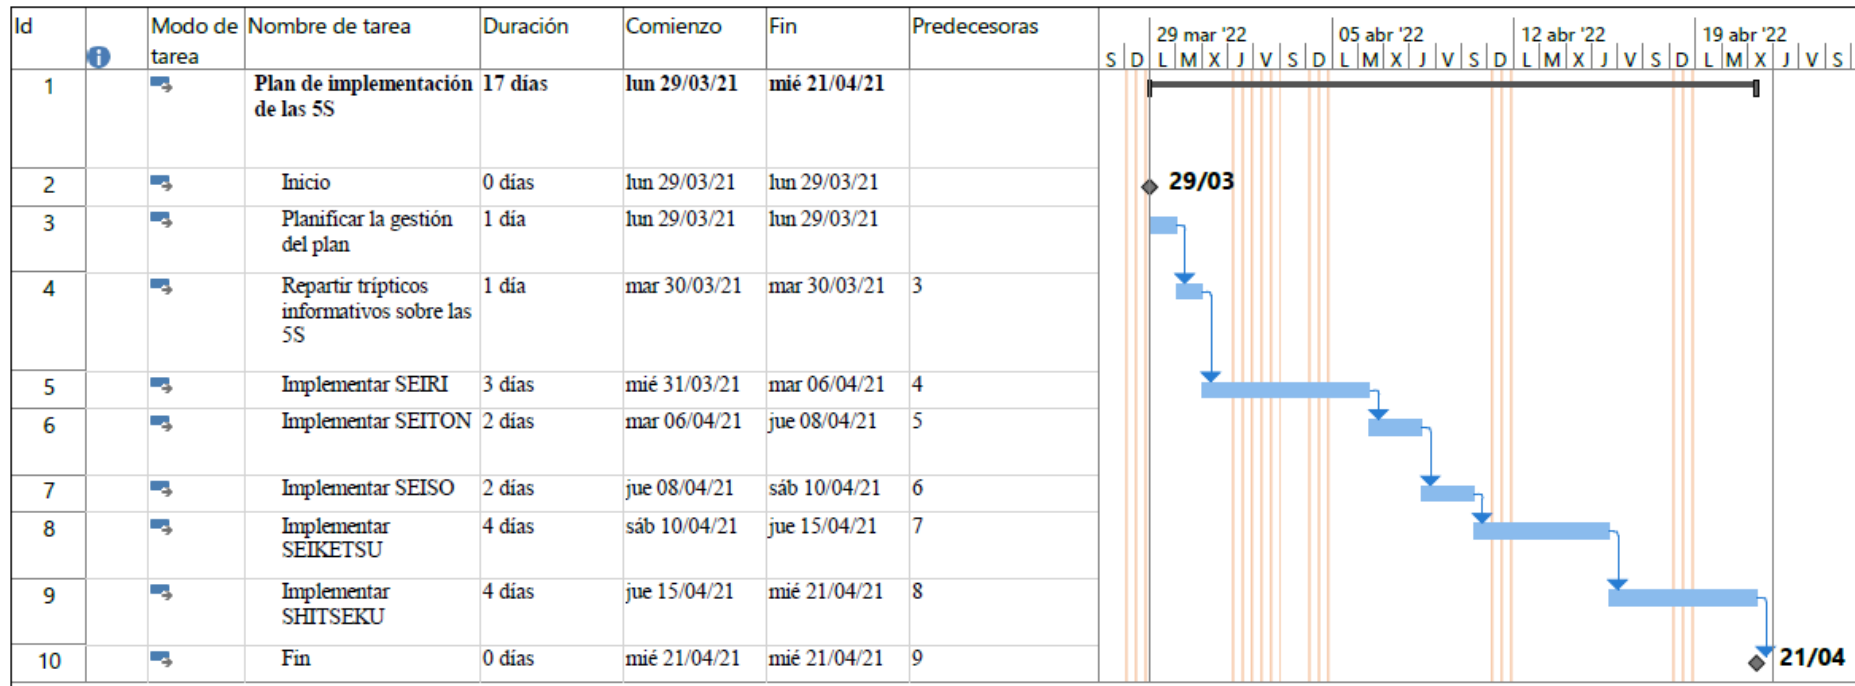 Id Modo de tarea Nombre de tarea Duración Comienzo Fin Predecesoras
29 mar '22 05 abr '22 12 abr '22 19 abr '22
S D L M X J V S D L M X J V S D L M X J V S D L M X J V S
1 Plan de implementación 17 días lun 29/03/21 mié 21/04/21
de las 5S
2 Inicio 0 días lun 29/03/21 lun 29/03/21 29/03
3 Planificar la gestión 1 día lun 29/03/21 lun 29/03/21
del plan
4 Repartir trípticos 1 día mar 30/03/21 mar 30/03/21 3
informativos sobre las
5S
5 Implementar SEIRI 3 días mié 31/03/21 mar 06/04/21 4
6 Implementar SEITON 2 días mar 06/04/21 jue 08/04/21 5
7 Implementar SEISO 2 días jue 08/04/21 sáb 10/04/21 6
8 Implementar 4 días sáb 10/04/21 jue 15/04/21 7
SEIKETSU
9 Implementar 4 días jue 15/04/21 mié 21/04/21 8
SHITSEKU
10 Fin 0 días mié 21/04/21 mié 21/04/21 9 21/04